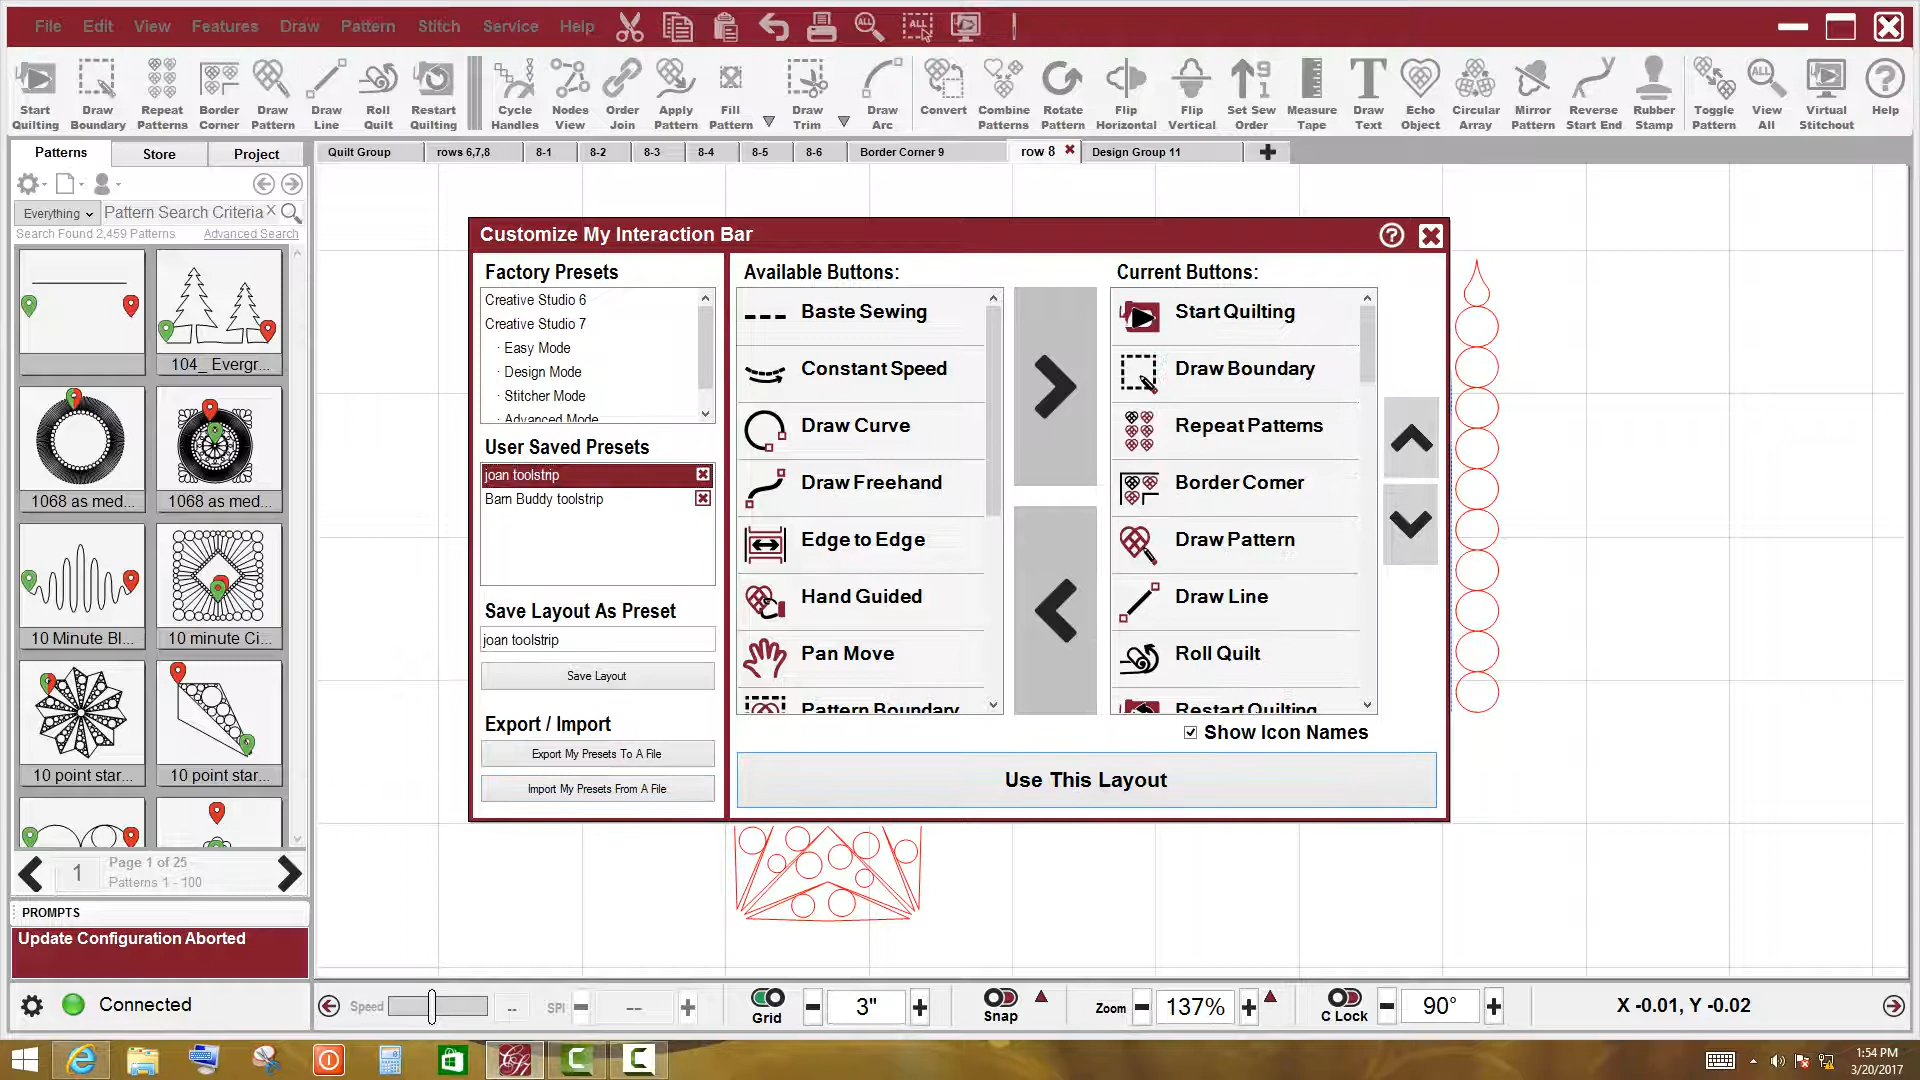 File Edit View Features Draw Pattern Stitch Service Help
ALL ALL
Start Quilting
Draw Boundary
Repeat Patterns
Border Corner
Draw Pattern
Draw Line
Roll Quilt
Restart Quilting
Cycle Handles
Nodes View
Order Join
Apply Pattern
Fill Pattern
Draw Trim
Draw Arc
Convert
Combine Patterns
Rotate Pattern
Flip Horizontal
Flip Vertical
9 1
Set Sew Order
Measure Tape
Draw Text
Echo Object
Circular Array
Mirror Pattern
Reverse Start End
Rubber Stamp
Toggle Pattern
ALL
View All
Virtual Stitchout
Help
Patterns Store Project
Quilt Group rows 6,7,8 8-1 8-2 8-3 8-4 8-5 8-6 Border Corner 9 row 8 Design Group 11
Everything Pattern Search Criteria X
Search Found 2,459 Patterns Advanced Search
104_ Evergr...
1068 as med... 1068 as med...
10 Minute Bl... 10 minute Ci...
10 point star... 10 point star...
1 Page 1 of 25
Patterns 1 - 100
PROMPTS
Update Configuration Aborted
Customize My Interaction Bar
Factory Presets
Creative Studio 6
Creative Studio 7
· Easy Mode
· Design Mode
· Stitcher Mode
· Advanced Mode
User Saved Presets
joan toolstrip
Barn Buddy toolstrip
Save Layout As Preset
joan toolstrip
Save Layout
Export / Import
Export My Presets To A File
Import My Presets From A File
Available Buttons:
Baste Sewing
Constant Speed
Draw Curve
Draw Freehand
Edge to Edge
Hand Guided
Pan Move
Pattern Boundary
Current Buttons:
Start Quilting
Draw Boundary
Repeat Patterns
Border Corner
Draw Pattern
Draw Line
Roll Quilt
Restart Quilting
Show Icon Names
Use This Layout
Connected
Speed -- SPI --
Grid 3"
Snap
Zoom 137%
C Lock 90°
X -0.01, Y -0.02
1:54 PM
3/20/2017